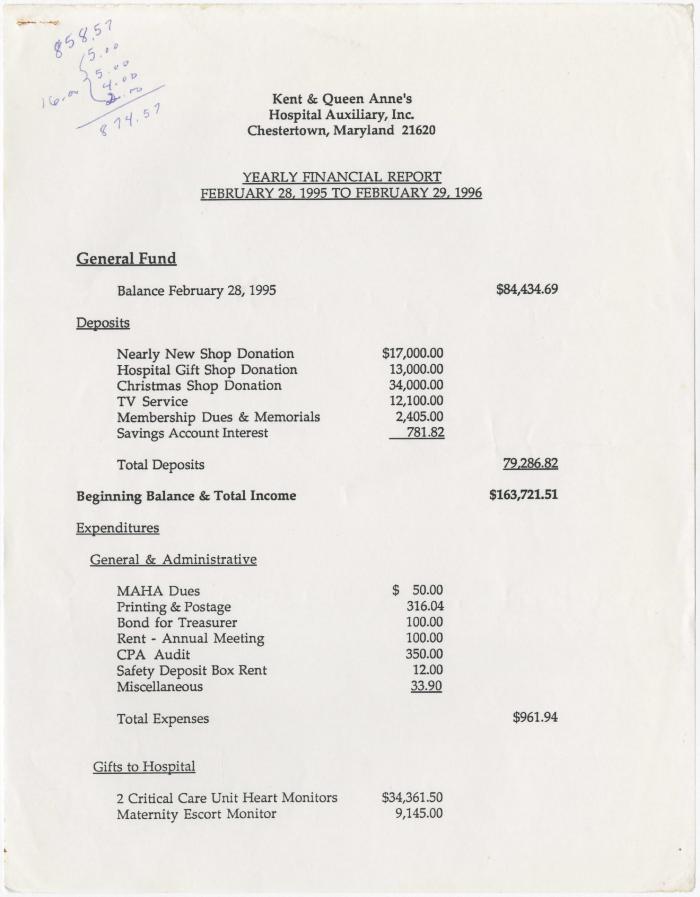 858.57
5.00
5.00
4.00
16.00
2.00
874.57
Kent & Queen Anne's
Hospital Auxiliary, Inc.
Chestertown, Maryland 21620
YEARLY FINANCIAL REPORT
FEBRUARY 28, 1995 TO FEBRUARY 29, 1996
General Fund
Balance February 28, 1995 $84,434.69
Deposits
Nearly New Shop Donation $17,000.00
Hospital Gift Shop Donation 13,000.00
Christmas Shop Donation 34,000.00
TV Service 12,100.00
Membership Dues & Memorials 2,405.00
Savings Account Interest 781.82
Total Deposits 79,286.82
Beginning Balance & Total Income $163,721.51
Expenditures
General & Administrative
MAHA Dues $ 50.00
Printing & Postage 316.04
Bond for Treasurer 100.00
Rent - Annual Meeting 100.00
CPA Audit 350.00
Safety Deposit Box Rent 12.00
Miscellaneous 33.90
Total Expenses $961.94
Gifts to Hospital
2 Critical Care Unit Heart Monitors $34,361.50
Maternity Escort Monitor 9,145.00